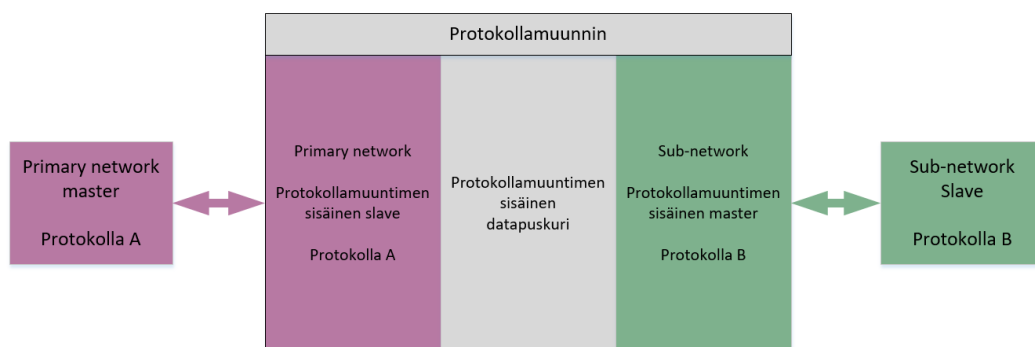 Protokollamuunnin
Primary network
master
Protokolla A
Primary network
Protokollamuuntimen
sisäinen slave
Protokolla A
Protokollamuuntimen
sisäinen
datapuskuri
Sub-network
Protokollamuuntimen
sisäinen master
Protokolla B
Sub-network
Slave
Protokolla B